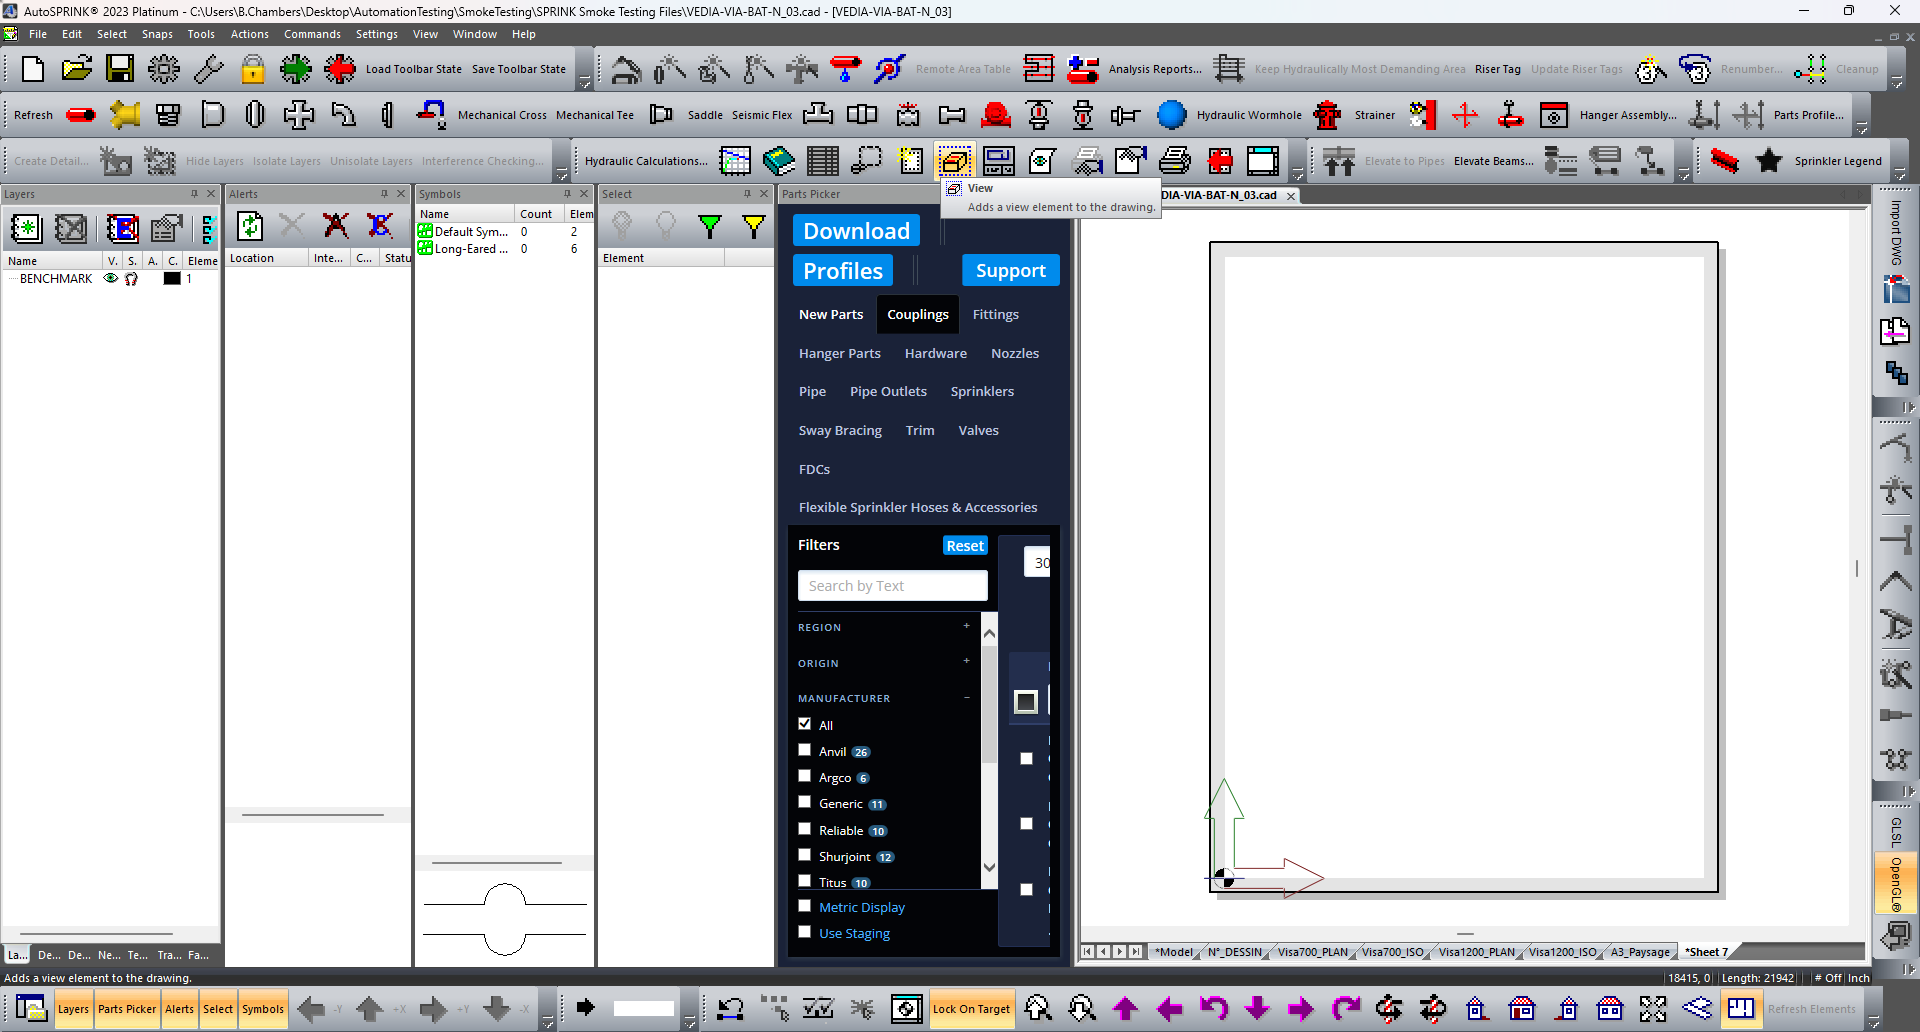 AutoSPRINK® 2023 Platinum - C:\Users\B.Chambers\Desktop\AutomationTesting\SmokeTesting\SPRINK Smoke Testing Files\VEDIA-VIA-BAT-N_03.cad - [VEDIA-VIA-BAT-N_03]
File Edit Select Snaps Tools Actions Commands Settings View Window Help
Load Toolbar State Save Toolbar State Remote Area Table Analysis Reports... Keep Hydraulically Most Demanding Area Riser Tag Update Riser Tags Renumber... Cleanup
Refresh Mechanical Cross Mechanical Tee Saddle Seismic Flex Hydraulic Wormhole Strainer Hanger Assembly... Parts Profile...
Create Detail... Hide Layers Isolate Layers Unisolate Layers Interference Checking... Hydraulic Calculations... Elevate to Pipes Elevate Beams... Sprinkler Legend
Layers Alerts Symbols Select Parts Picker DIA-VIA-BAT-N_03.cad
View
Adds a view element to the drawing.
Name Count Elem
Default Sym... 0 2
Long-Eared ... 0 6
Name V. S. A. C. Eleme
BENCHMARK 1
Location Inte... C... Statu
Element
Download
Profiles Support
New Parts Couplings Fittings
Hanger Parts Hardware Nozzles
Pipe Pipe Outlets Sprinklers
Sway Bracing Trim Valves
FDCs
Flexible Sprinkler Hoses & Accessories
Filters Reset
30
Search by Text
REGION +
ORIGIN +
MANUFACTURER −
All
Anvil 26
Argco 6
Generic 11
Reliable 10
Shurjoint 12
Titus 10
Metric Display
Use Staging
Import DWG
GLSL
OpenGL®
La... De... De... Ne... Te... Tra... Fa...
*Model N°_DESSIN Visa700_PLAN Visa700_ISO Visa1200_PLAN Visa1200_ISO A3_Paysage *Sheet 7
Adds a view element to the drawing. 18415, 0 Length: 21942 # Off Inch
Layers Parts Picker Alerts Select Symbols -Y +X +Y -X Lock On Target Refresh Elements